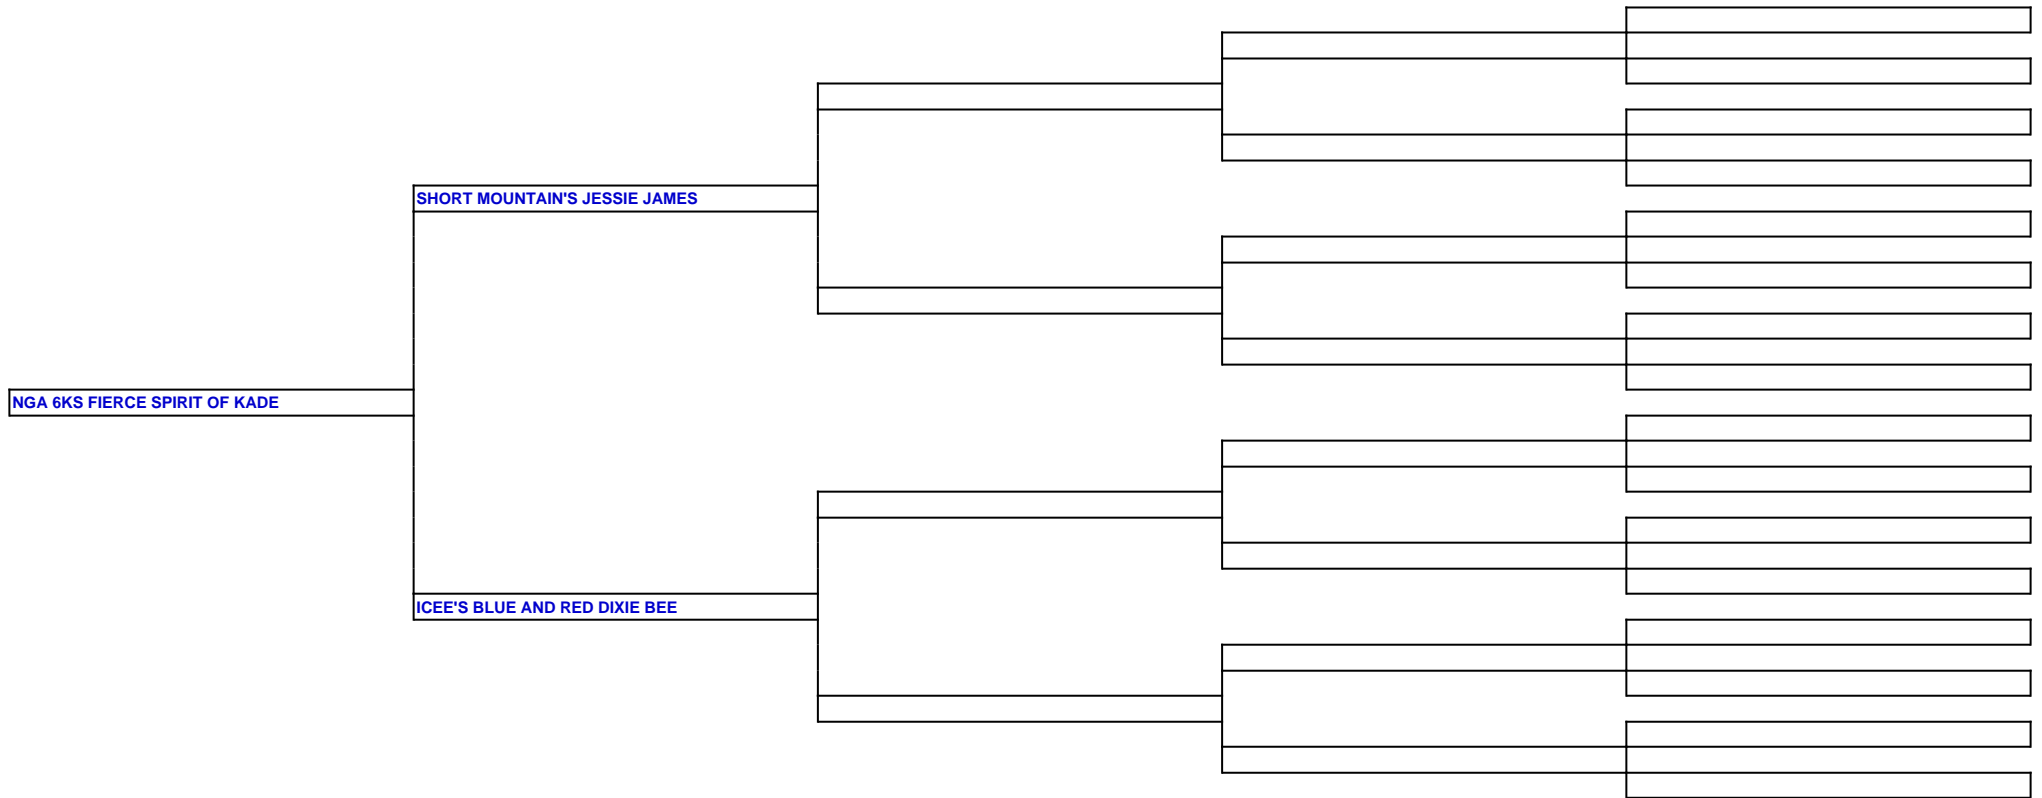 SHORT MOUNTAIN'S JESSIE JAMES
NGA 6KS FIERCE SPIRIT OF KADE
ICEE'S BLUE AND RED DIXIE BEE